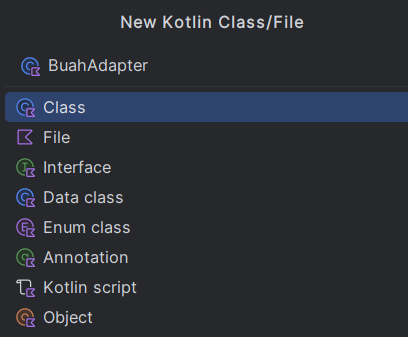 New Kotlin Class/File
BuahAdapter
Class
File
Interface
Data class
Enum class
Annotation
Kotlin script
Object